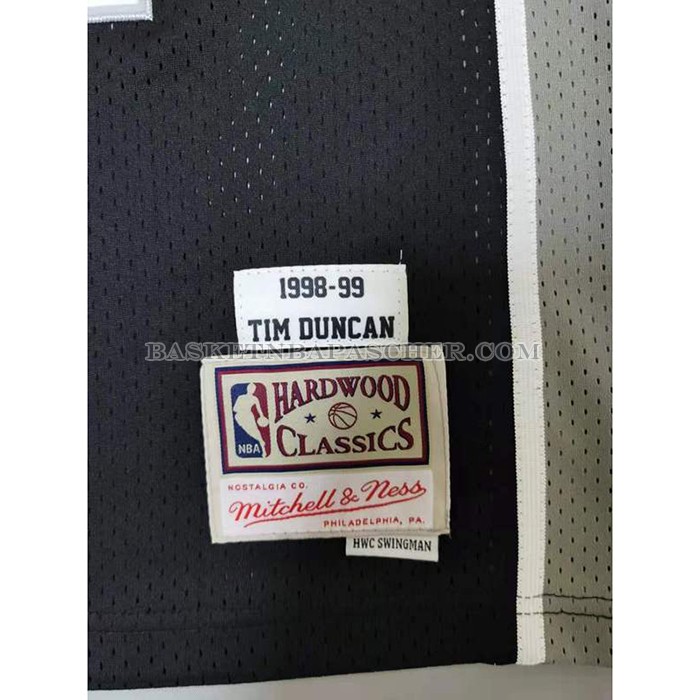 1998-99
TIM DUNCAN
BASKETNBAPASCHER.COM
HARDWOOD
NBA CLASSICS
NOSTALGIA CO.
Mitchell & Ness
PHILADELPHIA, PA.
HWC SWINGMAN